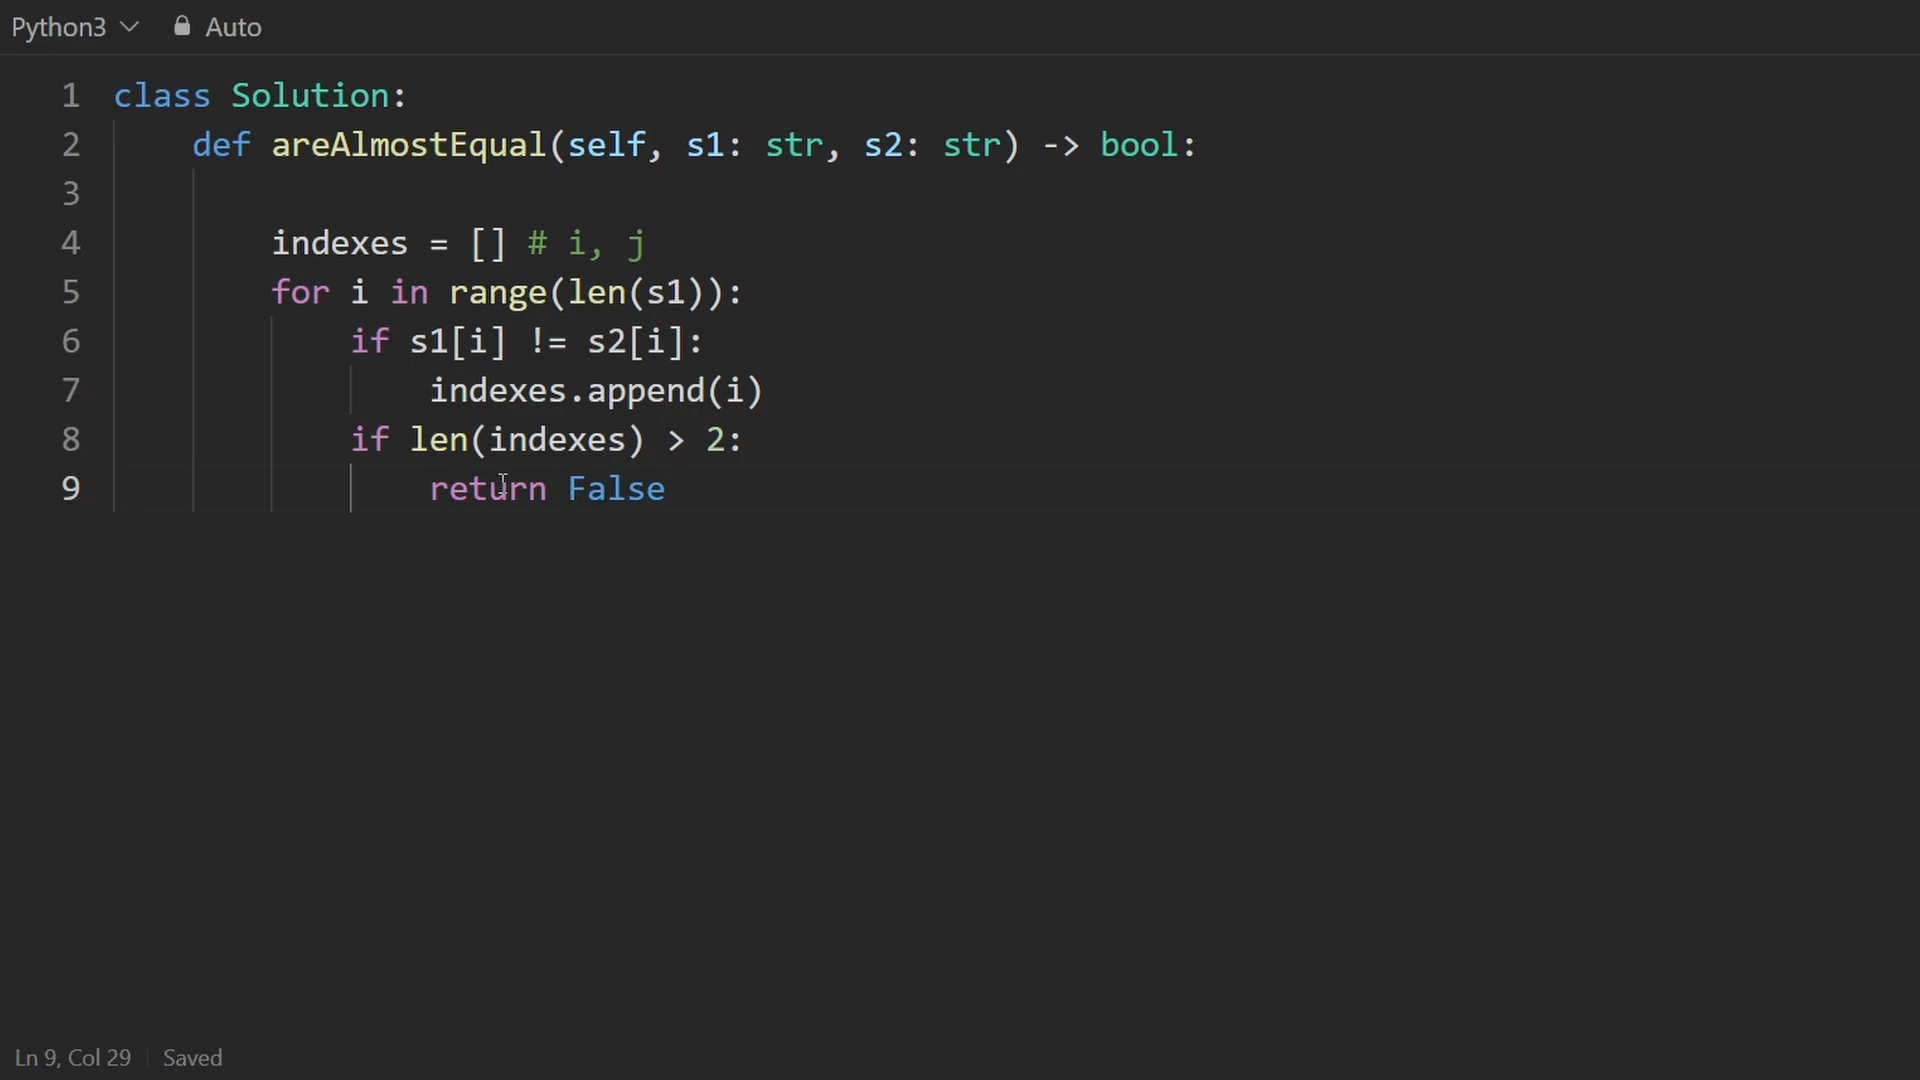 Python3 Auto
1 class Solution:
2 def areAlmostEqual(self, s1: str, s2: str) -> bool:
3
4 indexes = [] # i, j
5 for i in range(len(s1)):
6 if s1[i] != s2[i]:
7 indexes.append(i)
8 if len(indexes) > 2:
9 return False
Ln 9, Col 29 Saved